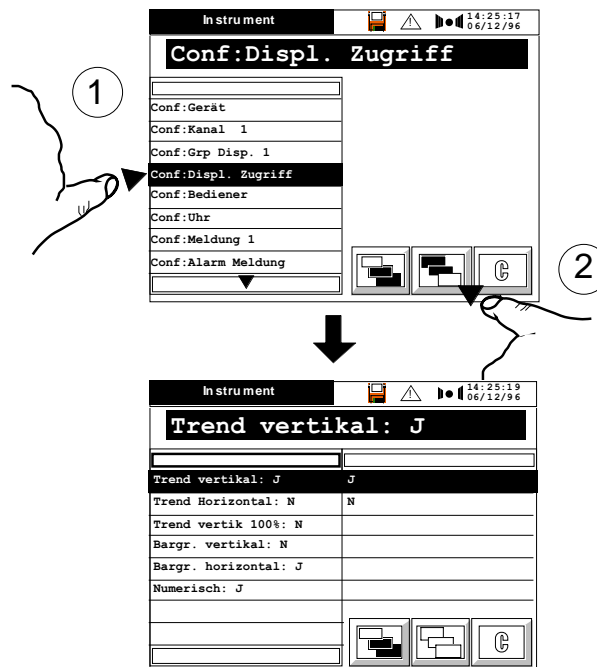 Instrument
14:25:17
06/12/96
Conf:Displ. Zugriff
1
Conf:Gerät
Conf:Kanal 1
Conf:Grp Disp. 1
Conf:Displ. Zugriff
Conf:Bediener
Conf:Uhr
Conf:Meldung 1
Conf:Alarm Meldung
C
2
Instrument
14:25:19
06/12/96
Trend vertikal: J
Trend vertikal: J J
Trend Horizontal: N N
Trend vertik 100%: N
Bargr. vertikal: N
Bargr. horizontal: J
Numerisch: J
C